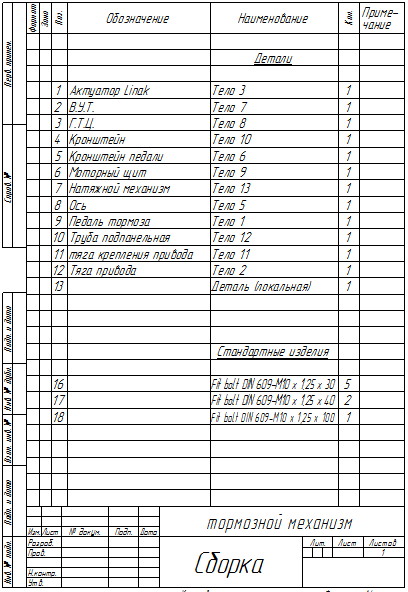 Формат
Зона
Поз.
Обозначение
Наименование
Кол.
Приме-
чание
Перв. примен.
Детали
1 Актуатор Linak Тело 3 1
2 В.У.Т. Тело 7 1
3 Г.Т.Ц. Тело 8 1
4 Кронштейн Тело 10 1
5 Кронштейн педали Тело 6 1
6 Моторный щит Тело 9 1
7 Натяжной механизм Тело 13 1
8 Ось Тело 5 1
9 Педаль тормоза Тело 1 1
10 Труба подпанельная Тело 12 1
11 тяга крепления привода Тело 11 1
12 Тяга привода Тело 2 1
13 Деталь (локальная) 1
Справ. №
Стандартные изделия
16 Fit bolt DIN 609-M10 x 1,25 x 30 5
17 Fit bolt DIN 609-M10 x 1,25 x 40 2
18 Fit bolt DIN 609-M10 x 1,25 x 100 1
Подп. и дата
Инв. № дубл.
Взам. инв. №
Подп. и дата
Инв. № подл.
тормозной механизм
Изм. Лист № докум. Подп. Дата
Разраб.
Пров.
Н.контр.
Утв.
Сборка
Лит. Лист Листов
1